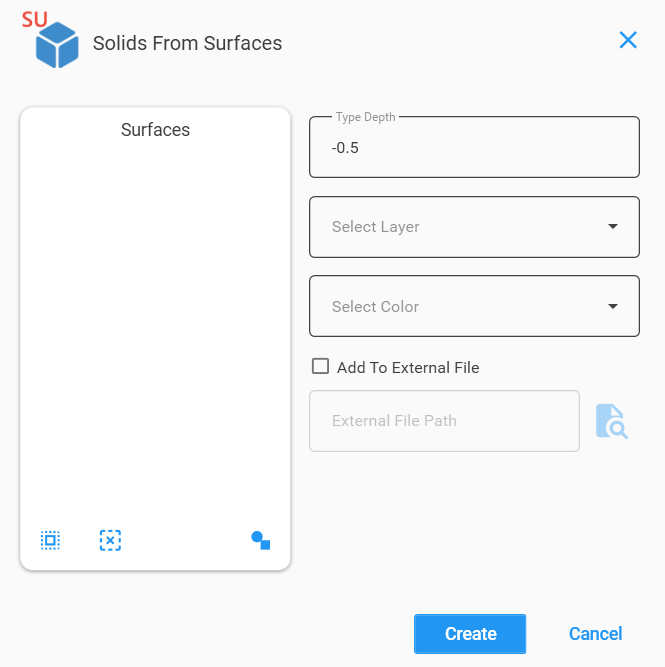 SU
Solids From Surfaces
Surfaces
Type Depth
-0.5
Select Layer
Select Color
Add To External File
External File Path
Create
Cancel